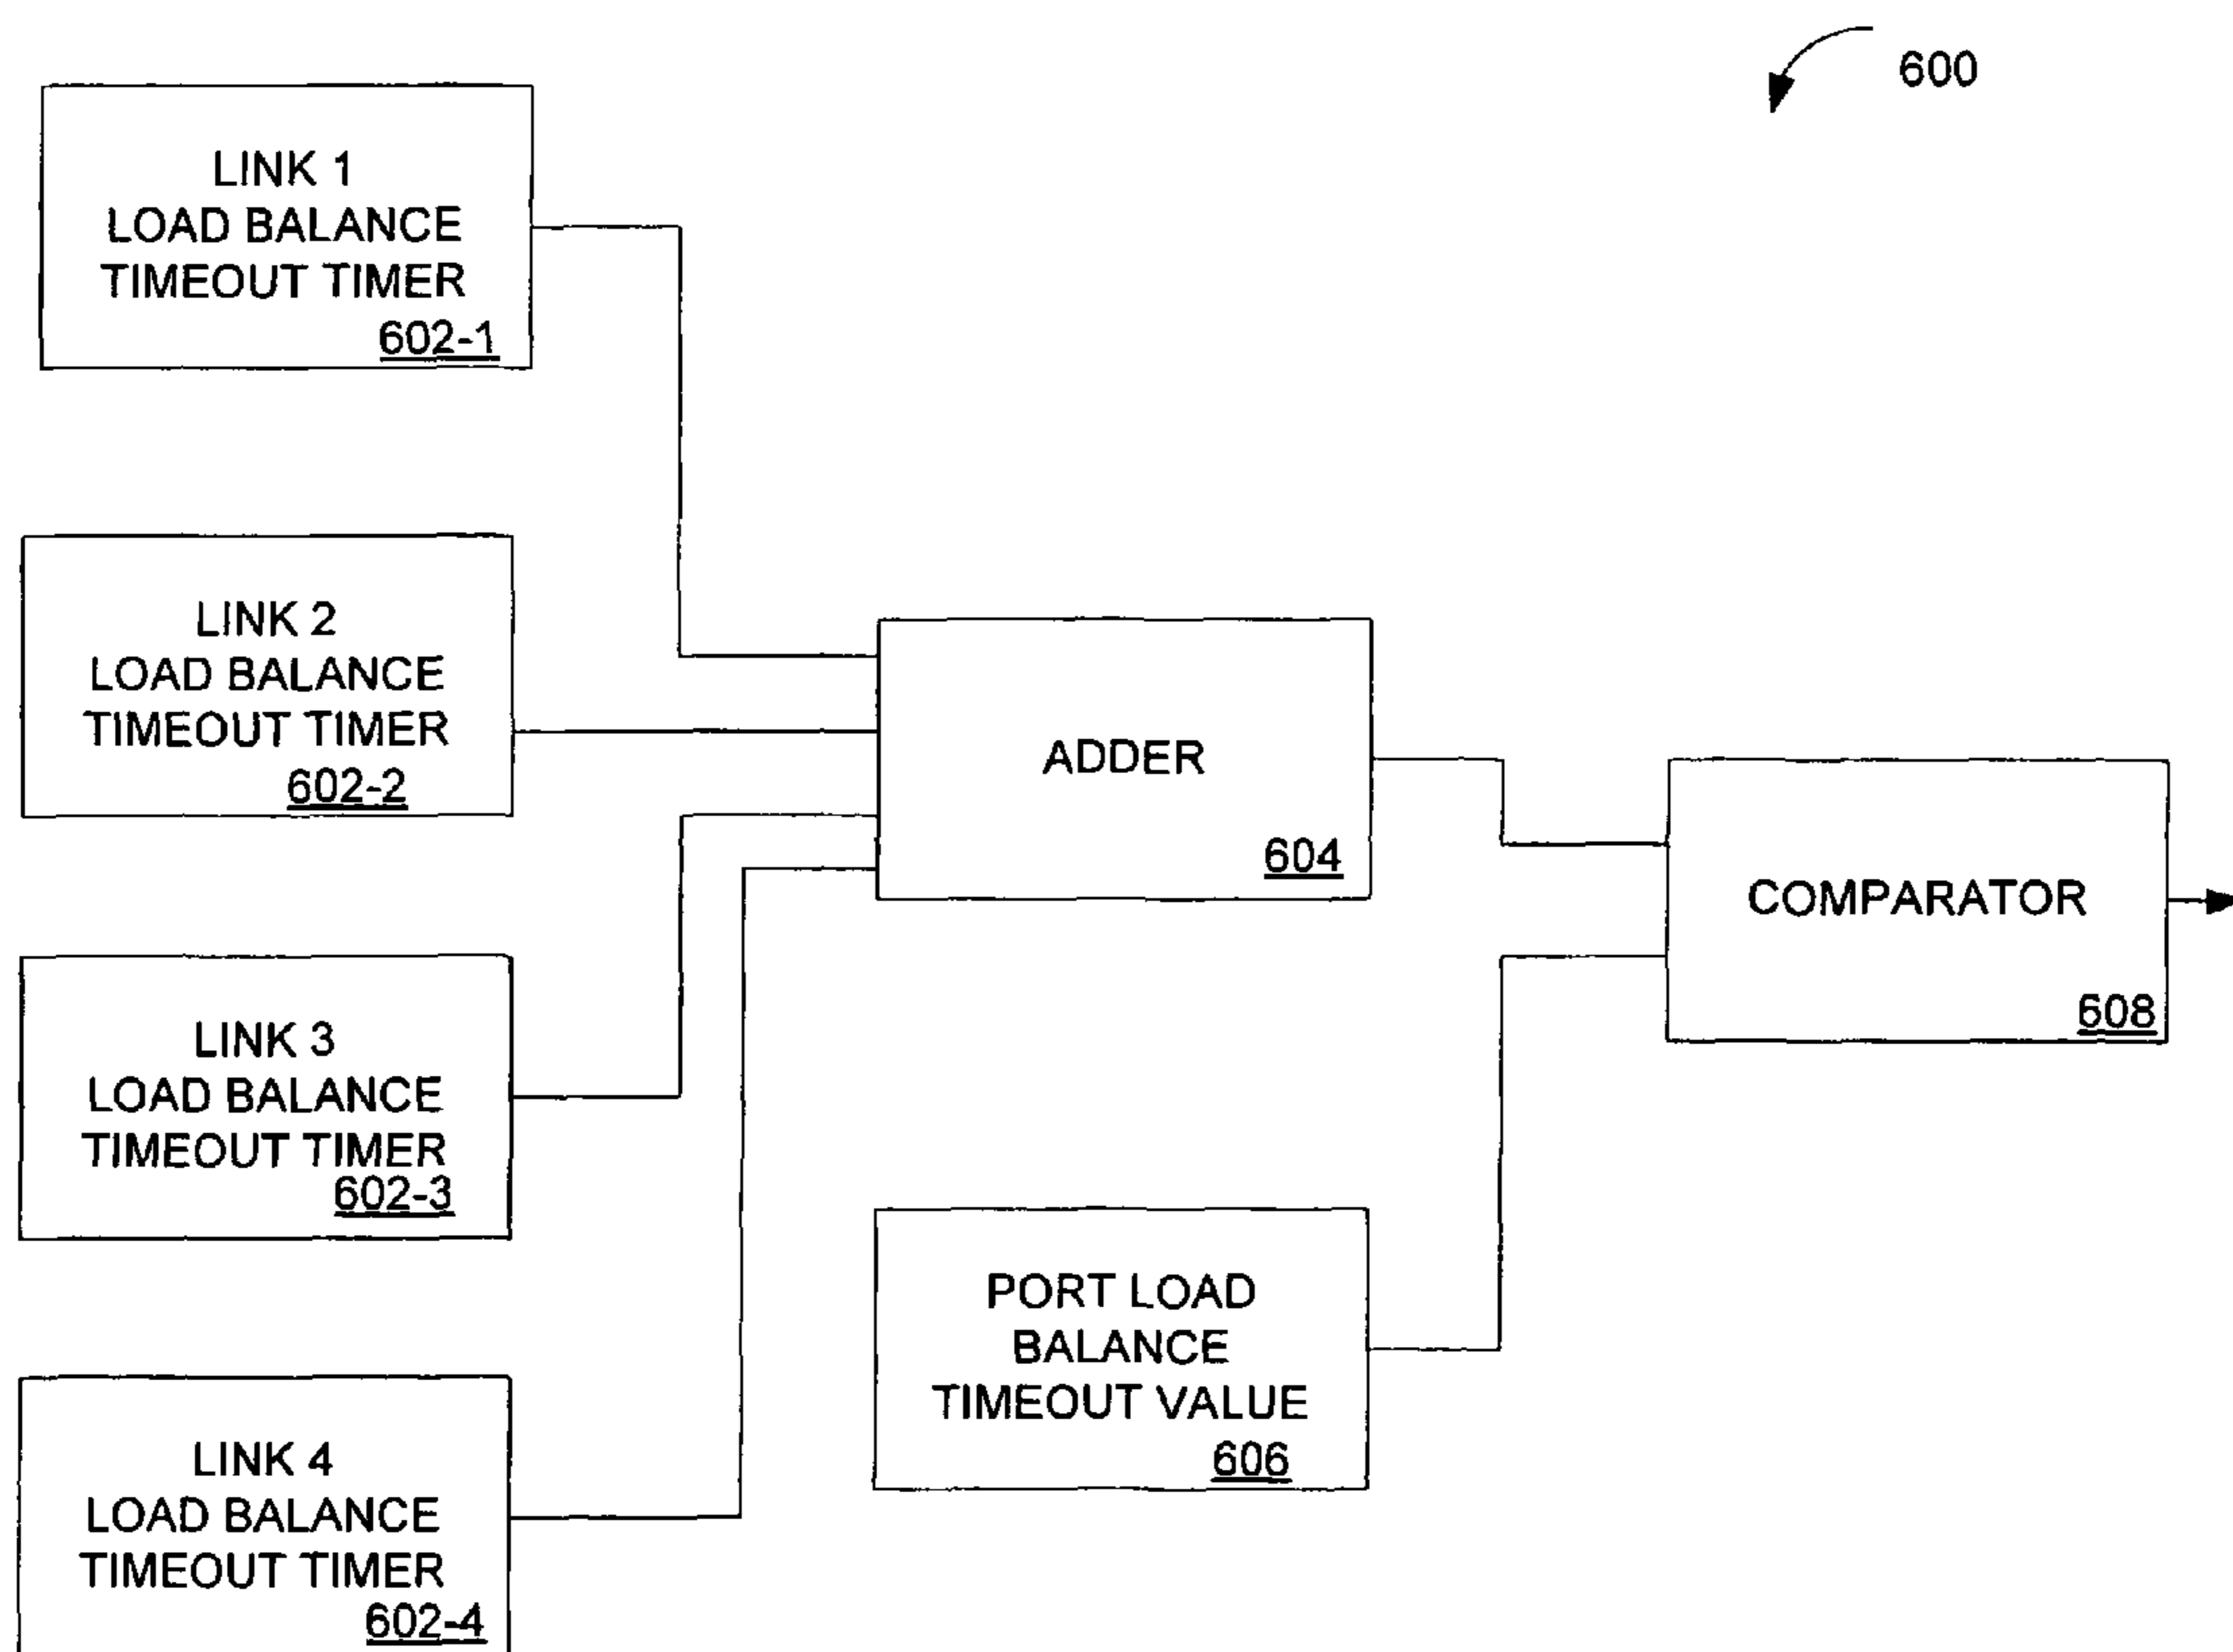 600
LINK 1
LOAD BALANCE
TIMEOUT TIMER
602-1
LINK 2
LOAD BALANCE
TIMEOUT TIMER
602-2
ADDER
604
COMPARATOR
608
LINK 3
LOAD BALANCE
TIMEOUT TIMER
602-3
PORT LOAD
BALANCE
TIMEOUT VALUE
606
LINK 4
LOAD BALANCE
TIMEOUT TIMER
602-4